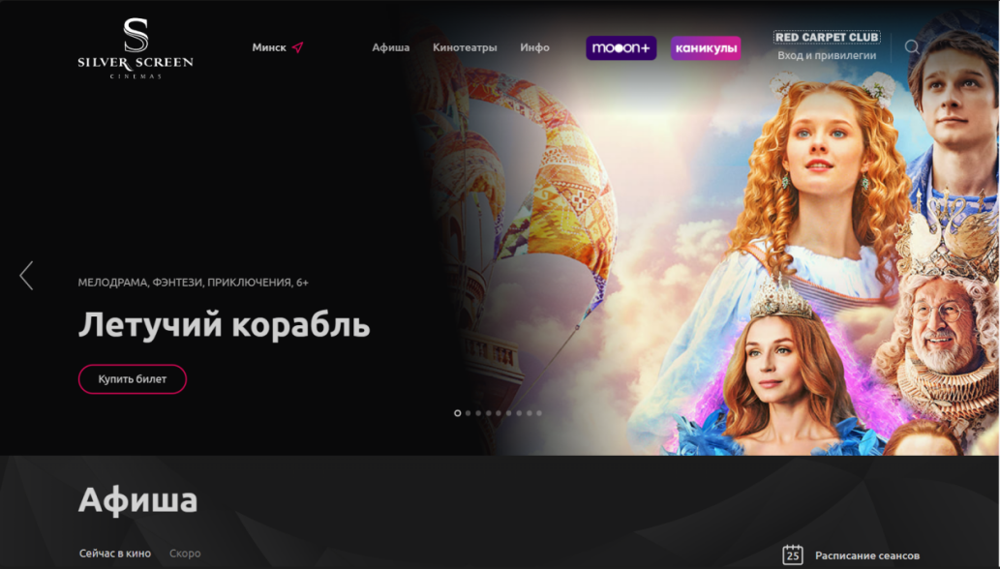 SILVER SCREEN
CINEMAS
Минск
Афиша
Кинотеатры
Инфо
mooon+
каникулы
RED CARPET CLUB
Вход и привилегии
МЕЛОДРАМА, ФЭНТЕЗИ, ПРИКЛЮЧЕНИЯ, 6+
Летучий корабль
Купить билет
Афиша
Сейчас в кино
Скоро
25
Расписание сеансов